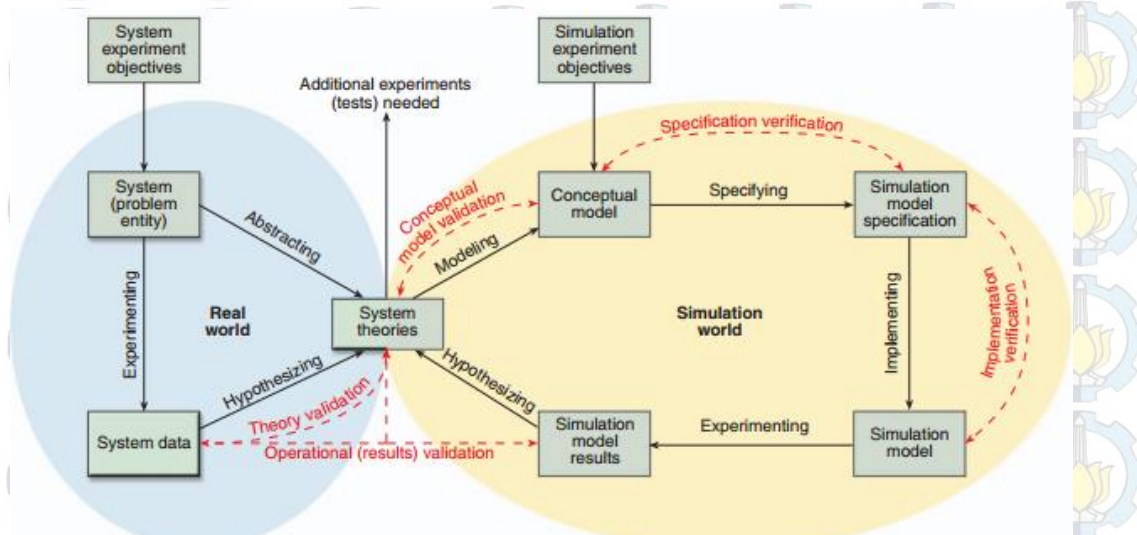 System
experiment
objectives
Simulation
experiment
objectives
Additional experiments
(tests) needed
Specification verification
System
(problem
entity)
Abstracting
Conceptual
model validation
Modeling
Conceptual
model
Specifying
Simulation
model
specification
Experimenting
Real
world
System
theories
Simulation
world
Implementing
Implementation
verification
Hypothesizing
Theory validation
Hypothesizing
System data
Operational (results) validation
Simulation
model
results
Experimenting
Simulation
model